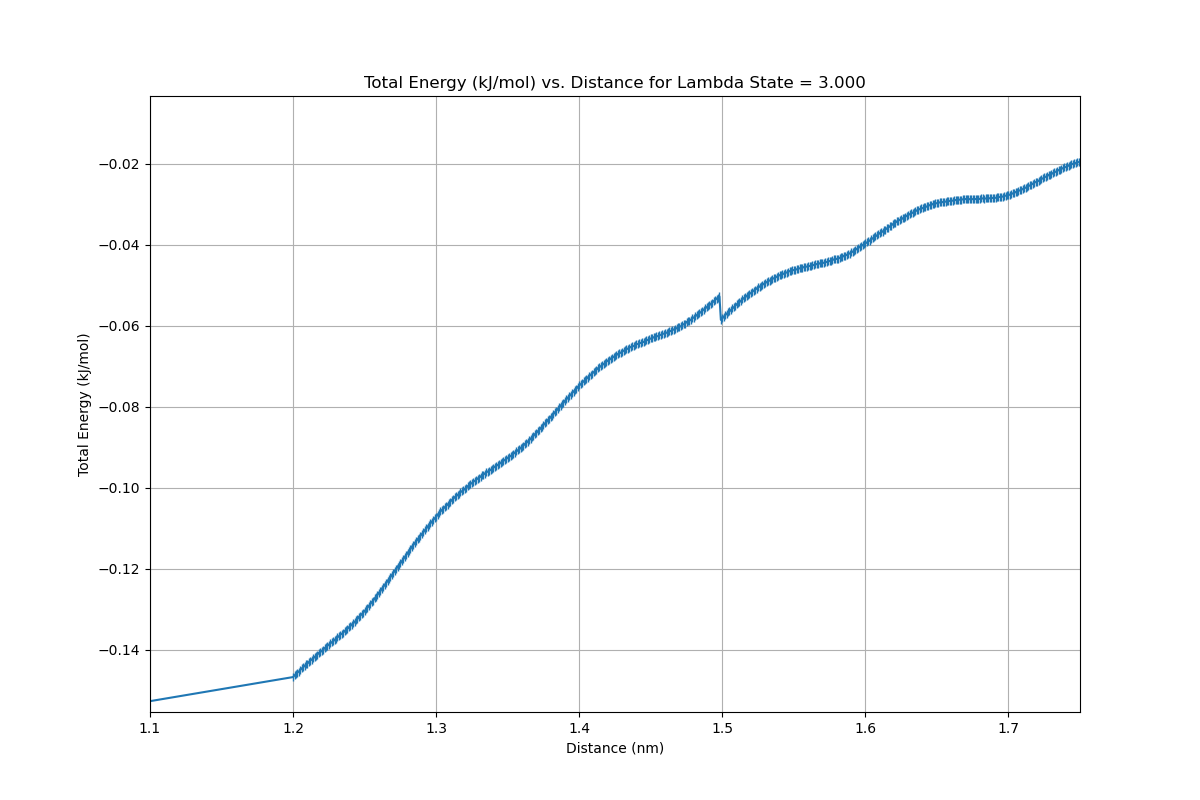 Total Energy (kJ/mol) vs. Distance for Lambda State = 3.000
Total Energy (kJ/mol)
−0.02
−0.04
−0.06
−0.08
−0.10
−0.12
−0.14
1.1 1.2 1.3 1.4 1.5 1.6 1.7
Distance (nm)